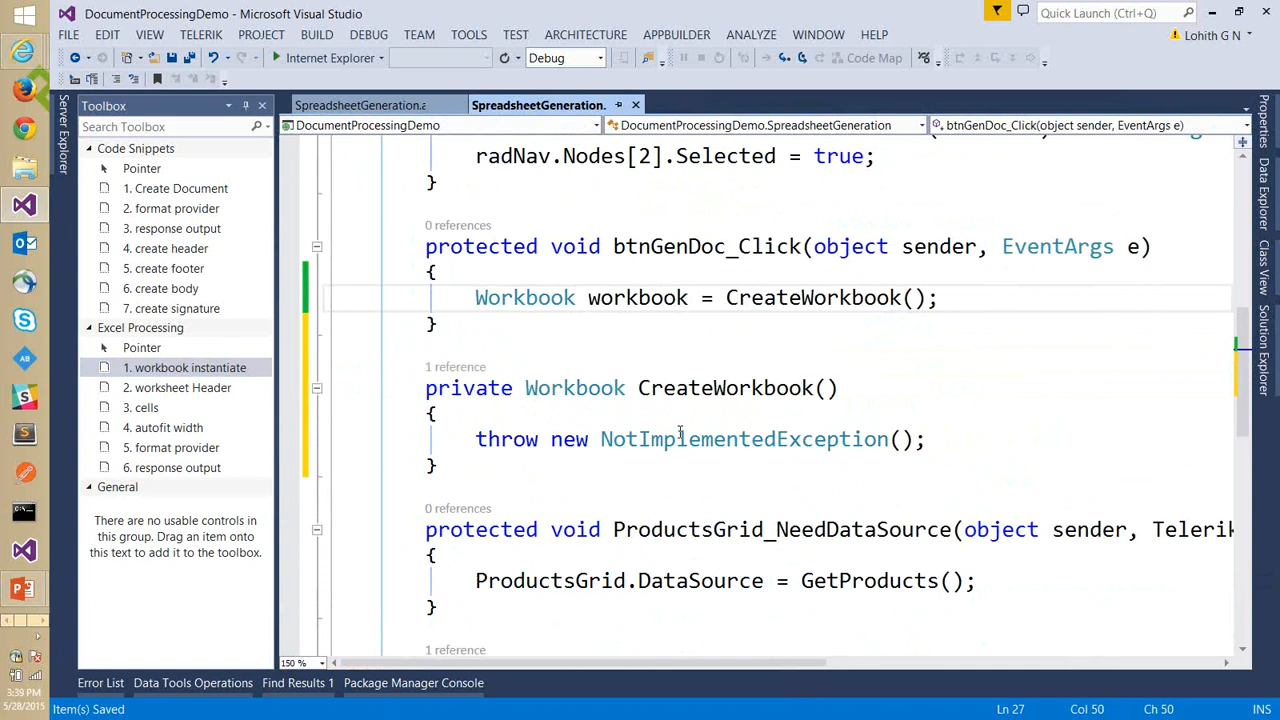 DocumentProcessingDemo - Microsoft Visual Studio
Quick Launch (Ctrl+Q)
FILE EDIT VIEW TELERIK PROJECT BUILD DEBUG TEAM TOOLS TEST ARCHITECTURE APPBUILDER ANALYZE WINDOW HELP
Lohith G N
Internet Explorer Debug Code Map
Server Explorer
Toolbox
SpreadsheetGeneration.a SpreadsheetGeneration.
Search Toolbox
DocumentProcessingDemo DocumentProcessingDemo.SpreadsheetGeneration btnGenDoc_Click(object sender, EventArgs e)
Code Snippets
Pointer
1. Create Document
2. format provider
3. response output
4. create header
5. create footer
6. create body
7. create signature
Excel Processing
Pointer
1. workbook instantiate
2. worksheet Header
3. cells
4. autofit width
5. format provider
6. response output
General
There are no usable controls in
this group. Drag an item onto
this text to add it to the toolbox.
radNav.Nodes[2].Selected = true;
}
0 references
protected void btnGenDoc_Click(object sender, EventArgs e)
{
Workbook workbook = CreateWorkbook();
}
1 reference
private Workbook CreateWorkbook()
{
throw new NotImplementedException();
}
0 references
protected void ProductsGrid_NeedDataSource(object sender, Telerik
{
ProductsGrid.DataSource = GetProducts();
}
1 reference
150 %
Properties
Data Explorer
Class View
Solution Explorer
Error List Data Tools Operations Find Results 1 Package Manager Console
Item(s) Saved Ln 27 Col 50 Ch 50 INS
AB
3:39 PM
5/28/2015